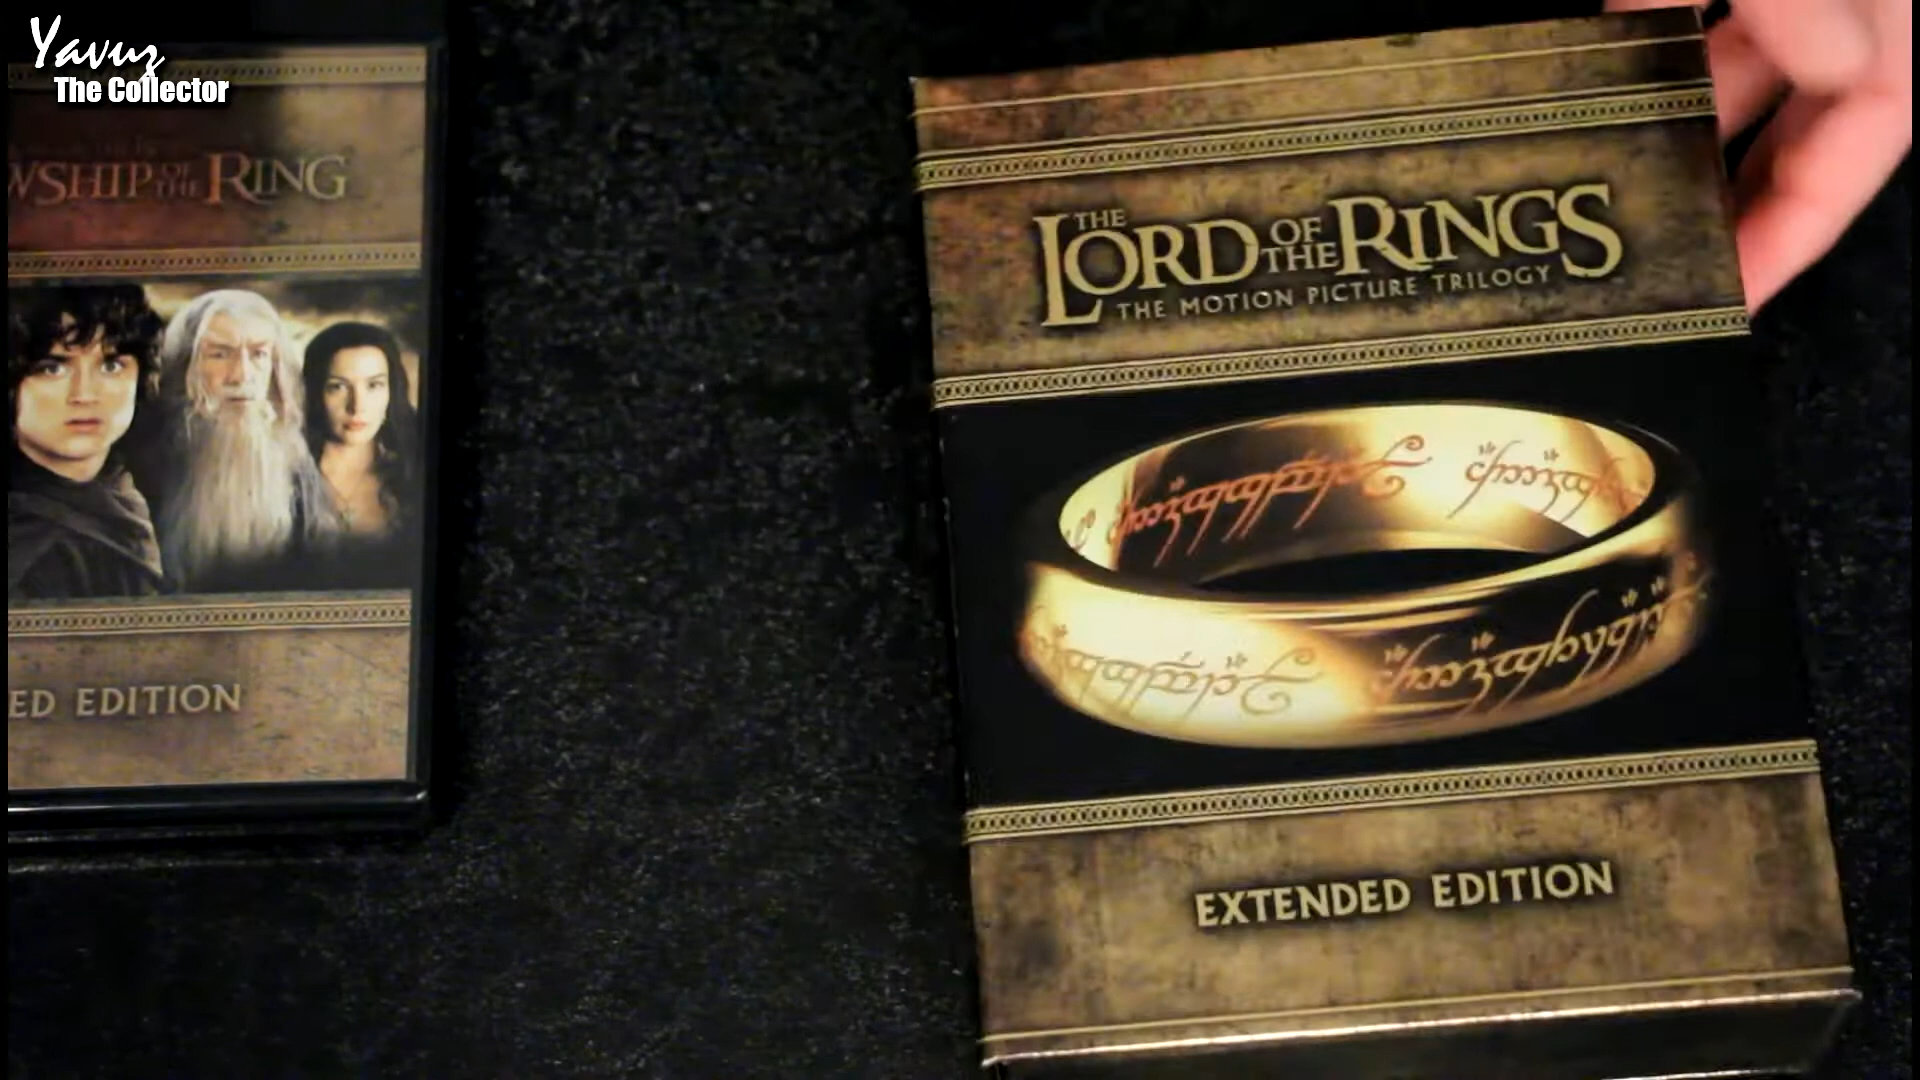 Yavuz
The Collector
WSHIP OF THE RING
ED EDITION
THE LORD OF THE RINGS
THE MOTION PICTURE TRILOGY
EXTENDED EDITION